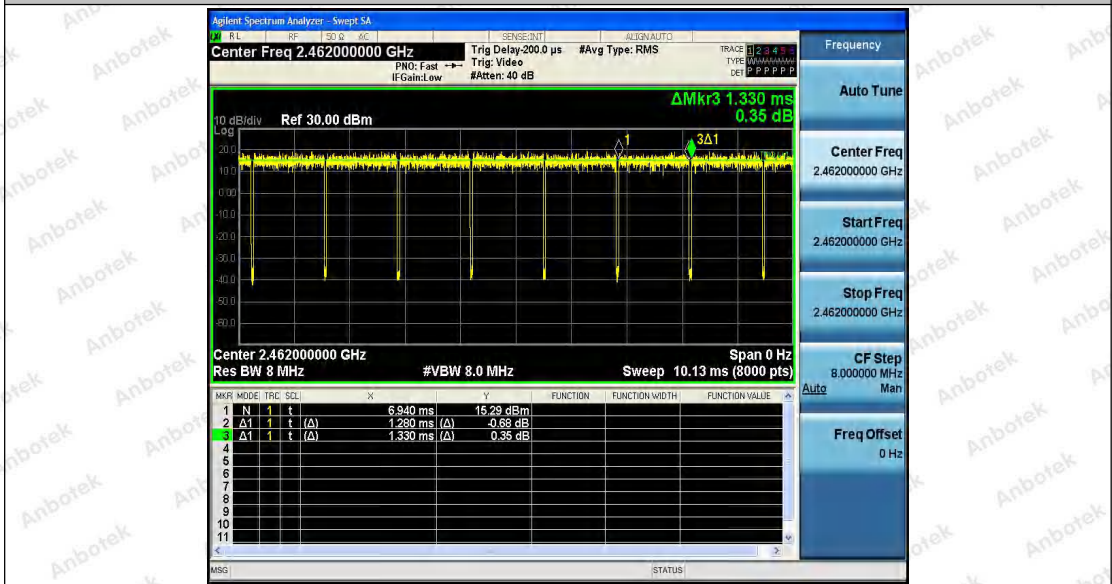 Agilent Spectrum Analyzer - Swept SA
RL RF 50 Ω AC SENSE:INT ALIGN AUTO
Center Freq 2.462000000 GHz
PNO: Fast
IFGain:Low
Trig Delay-200.0 µs
Trig: Video
#Atten: 40 dB
#Avg Type: RMS
TRACE 1 2 3 4 5 6
TYPE
DET P P P P P P
ΔMkr3 1.330 ms
0.35 dB
10 dB/div Ref 30.00 dBm
Log
20.0
10.0
0.00
-10.0
-20.0
-30.0
-40.0
-50.0
-60.0
1
3Δ1
Center 2.462000000 GHz Span 0 Hz
Res BW 8 MHz #VBW 8.0 MHz Sweep 10.13 ms (8000 pts)
MKR MODE TRC SCL X Y FUNCTION FUNCTION WIDTH FUNCTION VALUE
1 N 1 t 6.940 ms 15.29 dBm
2 Δ1 1 t (Δ) 1.280 ms (Δ) -0.68 dB
3 Δ1 1 t (Δ) 1.330 ms (Δ) 0.35 dB
4
5
6
7
8
9
10
11
MSG STATUS
Frequency
Auto Tune
Center Freq
2.462000000 GHz
Start Freq
2.462000000 GHz
Stop Freq
2.462000000 GHz
CF Step
8.000000 MHz
Auto Man
Freq Offset
0 Hz
Anbotek